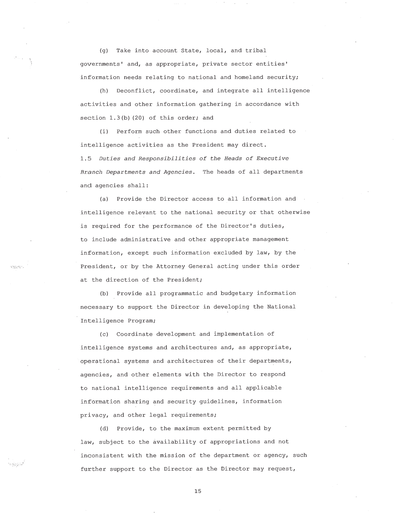 (g) Take into account State, local, and tribal
governments' and, as appropriate, private sector entities'
information needs relating to national and homeland security;
(h) Deconflict, coordinate, and integrate all intelligence
activities and other information gathering in accordance with
section 1.3(b)(20) of this order; and
(i) Perform such other functions and duties related to
intelligence activities as the President may direct.
1.5 Duties and Responsibilities of the Heads of Executive
Branch Departments and Agencies. The heads of all departments
and agencies shall:
(a) Provide the Director access to all information and
intelligence relevant to the national security or that otherwise
is required for the performance of the Director's duties,
to include administrative and other appropriate management
information, except such information excluded by law, by the
President, or by the Attorney General acting under this order
at the direction of the President;
(b) Provide all programmatic and budgetary information
necessary to support the Director in developing the National
Intelligence Program;
(c) Coordinate development and implementation of
intelligence systems and architectures and, as appropriate,
operational systems and architectures of their departments,
agencies, and other elements with the Director to respond
to national intelligence requirements and all applicable
information sharing and security guidelines, information
privacy, and other legal requirements;
(d) Provide, to the maximum extent permitted by
law, subject to the availability of appropriations and not
inconsistent with the mission of the department or agency, such
further support to the Director as the Director may request,
15